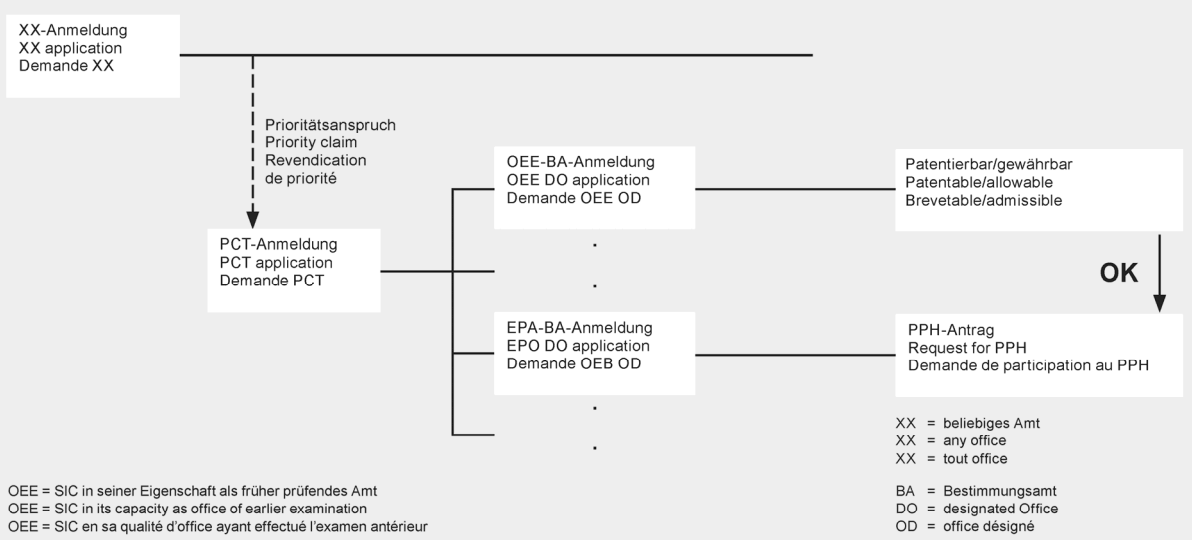 XX-Anmeldung
XX application
Demande XX
Prioritätsanspruch
Priority claim
Revendication
de priorité
PCT-Anmeldung
PCT application
Demande PCT
OEE-BA-Anmeldung
OEE DO application
Demande OEE OD
EPA-BA-Anmeldung
EPO DO application
Demande OEB OD
Patentierbar/gewährbar
Patentable/allowable
Brevetable/admissible
OK
PPH-Antrag
Request for PPH
Demande de participation au PPH
XX = beliebiges Amt
XX = any office
XX = tout office
BA = Bestimmungsamt
DO = designated Office
OD = office désigné
OEE = SIC in seiner Eigenschaft als früher prüfendes Amt
OEE = SIC in its capacity as office of earlier examination
OEE = SIC en sa qualité d'office ayant effectué l'examen antérieur